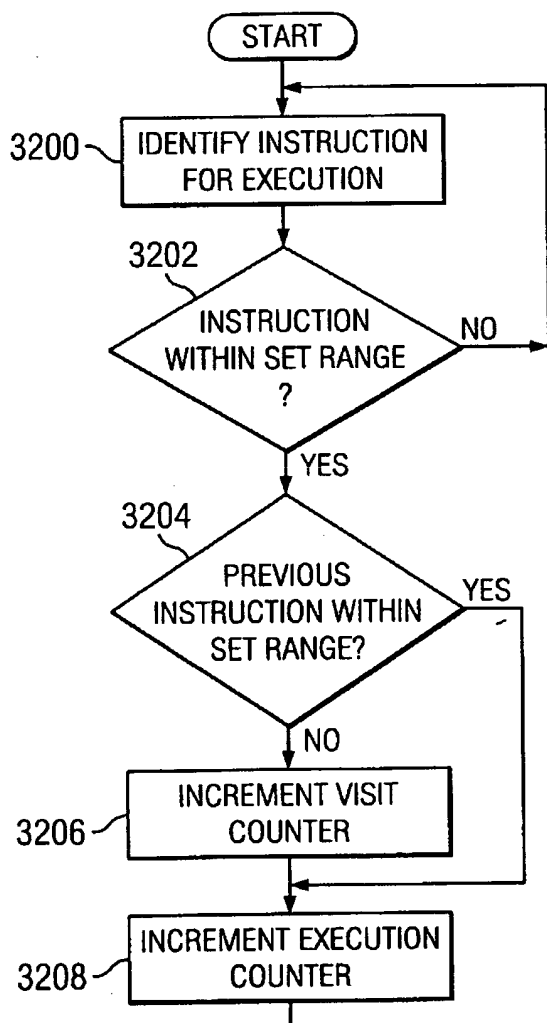 START
3200
IDENTIFY INSTRUCTION
FOR EXECUTION
3202
INSTRUCTION
WITHIN SET RANGE
?
NO
YES
3204
PREVIOUS
INSTRUCTION WITHIN
SET RANGE?
YES
NO
3206
INCREMENT VISIT
COUNTER
3208
INCREMENT EXECUTION
COUNTER